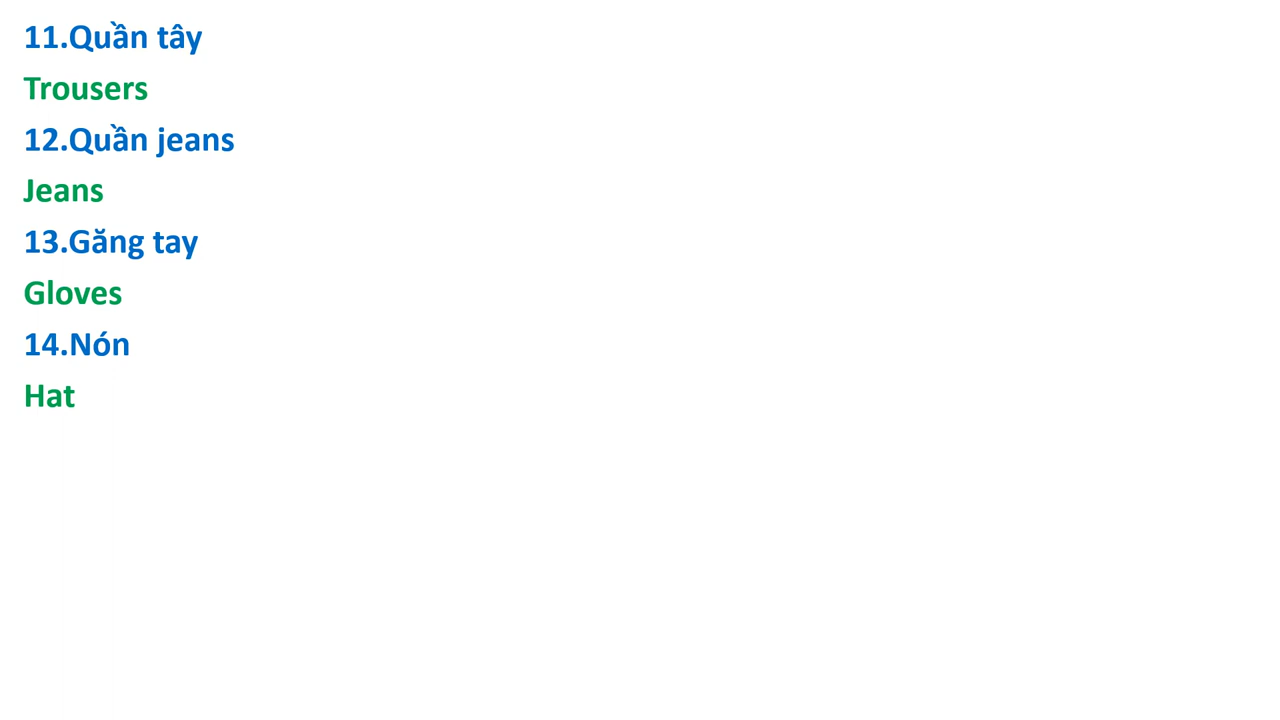 11.Quần tây
Trousers
12.Quần jeans
Jeans
13.Găng tay
Gloves
14.Nón
Hat